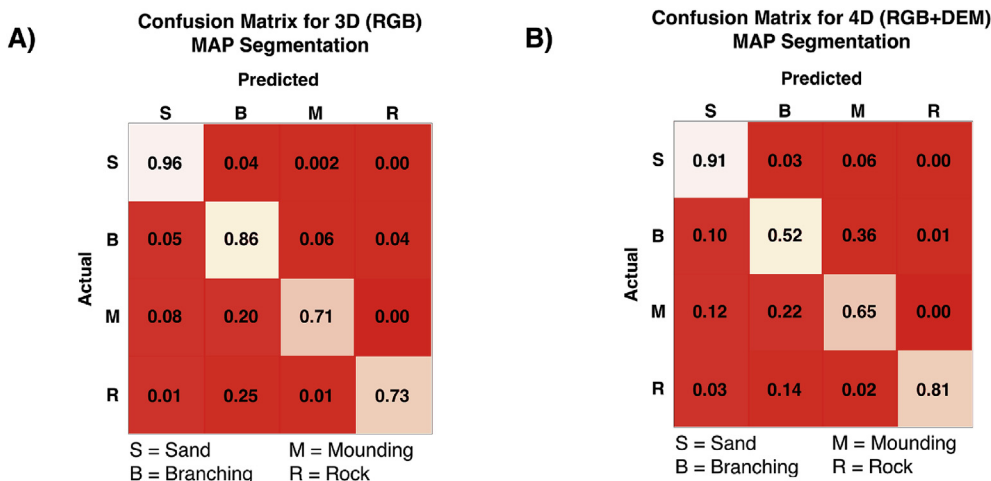 A)
Confusion Matrix for 3D (RGB)
MAP Segmentation
Predicted
S B M R
Actual
S 0.96 0.04 0.002 0.00
B 0.05 0.86 0.06 0.04
M 0.08 0.20 0.71 0.00
R 0.01 0.25 0.01 0.73
S = Sand M = Mounding
B = Branching R = Rock
B)
Confusion Matrix for 4D (RGB+DEM)
MAP Segmentation
Predicted
S B M R
Actual
S 0.91 0.03 0.06 0.00
B 0.10 0.52 0.36 0.01
M 0.12 0.22 0.65 0.00
R 0.03 0.14 0.02 0.81
S = Sand M = Mounding
B = Branching R = Rock